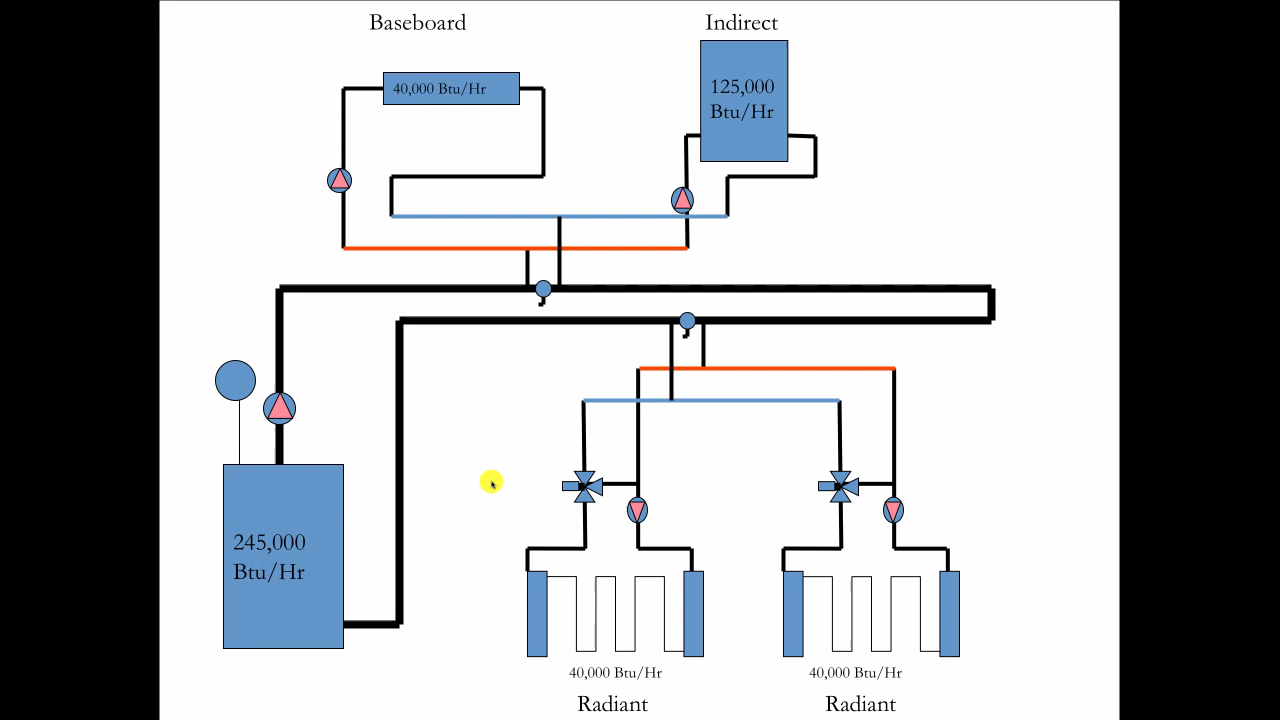 Baseboard
Indirect
40,000 Btu/Hr
125,000
Btu/Hr
245,000
Btu/Hr
40,000 Btu/Hr
40,000 Btu/Hr
Radiant
Radiant